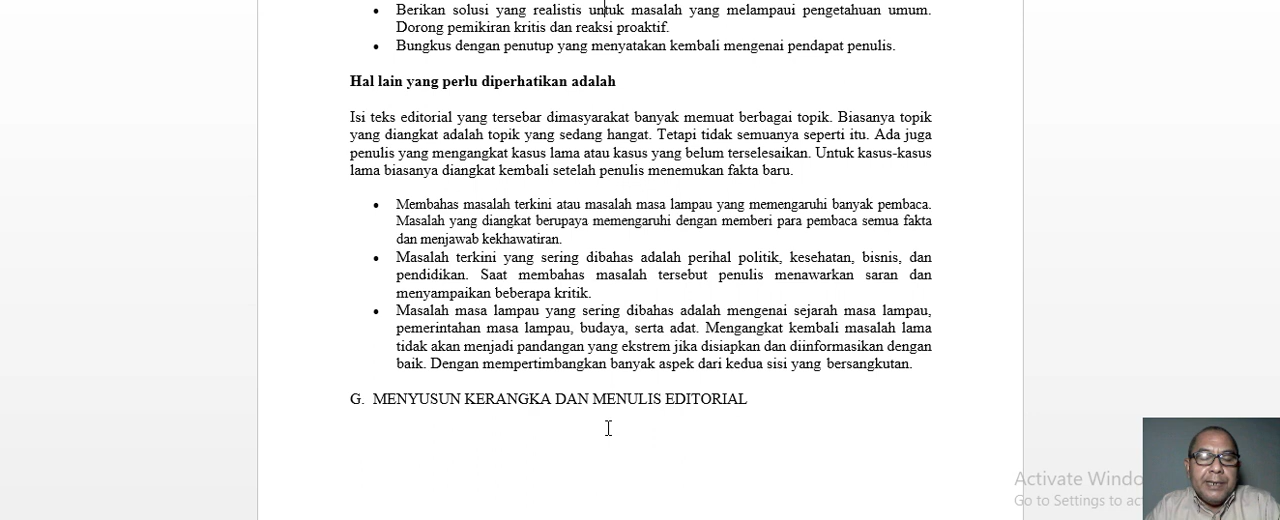 • Berikan solusi yang realistis untuk masalah yang melampaui pengetahuan umum.
Dorong pemikiran kritis dan reaksi proaktif.
• Bungkus dengan penutup yang menyatakan kembali mengenai pendapat penulis.
Hal lain yang perlu diperhatikan adalah
Isi teks editorial yang tersebar dimasyarakat banyak memuat berbagai topik. Biasanya topik
yang diangkat adalah topik yang sedang hangat. Tetapi tidak semuanya seperti itu. Ada juga
penulis yang mengangkat kasus lama atau kasus yang belum terselesaikan. Untuk kasus-kasus
lama biasanya diangkat kembali setelah penulis menemukan fakta baru.
• Membahas masalah terkini atau masalah masa lampau yang memengaruhi banyak pembaca.
Masalah yang diangkat berupaya memengaruhi dengan memberi para pembaca semua fakta
dan menjawab kekhawatiran.
• Masalah terkini yang sering dibahas adalah perihal politik, kesehatan, bisnis, dan
pendidikan. Saat membahas masalah tersebut penulis menawarkan saran dan
menyampaikan beberapa kritik.
• Masalah masa lampau yang sering dibahas adalah mengenai sejarah masa lampau,
pemerintahan masa lampau, budaya, serta adat. Mengangkat kembali masalah lama
tidak akan menjadi pandangan yang ekstrem jika disiapkan dan diinformasikan dengan
baik. Dengan mempertimbangkan banyak aspek dari kedua sisi yang bersangkutan.
G. MENYUSUN KERANGKA DAN MENULIS EDITORIAL
Activate Windo
Go to Settings to ac